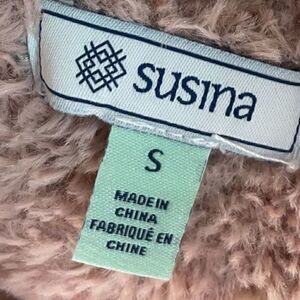 susina
S
MADE IN
CHINA
FABRIQUÉ EN
CHINE